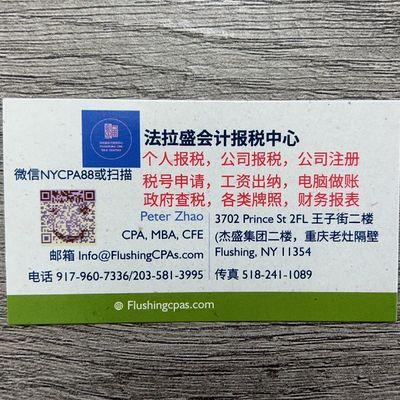 法拉盛会计报税中心
个人报税，公司报税，公司注册
税号申请，工资出纳，电脑做账
政府查税，各类牌照，财务报表
微信NYCPA88或扫描
Peter Zhao
CPA, MBA, CFE
邮箱 Info@FlushingCPAs.com
电话 917-960-7336/203-581-3995
3702 Prince St 2FL 王子街二楼
(杰盛集团二楼，重庆老灶隔壁
Flushing, NY 11354
传真 518-241-1089
Flushingcpas.com